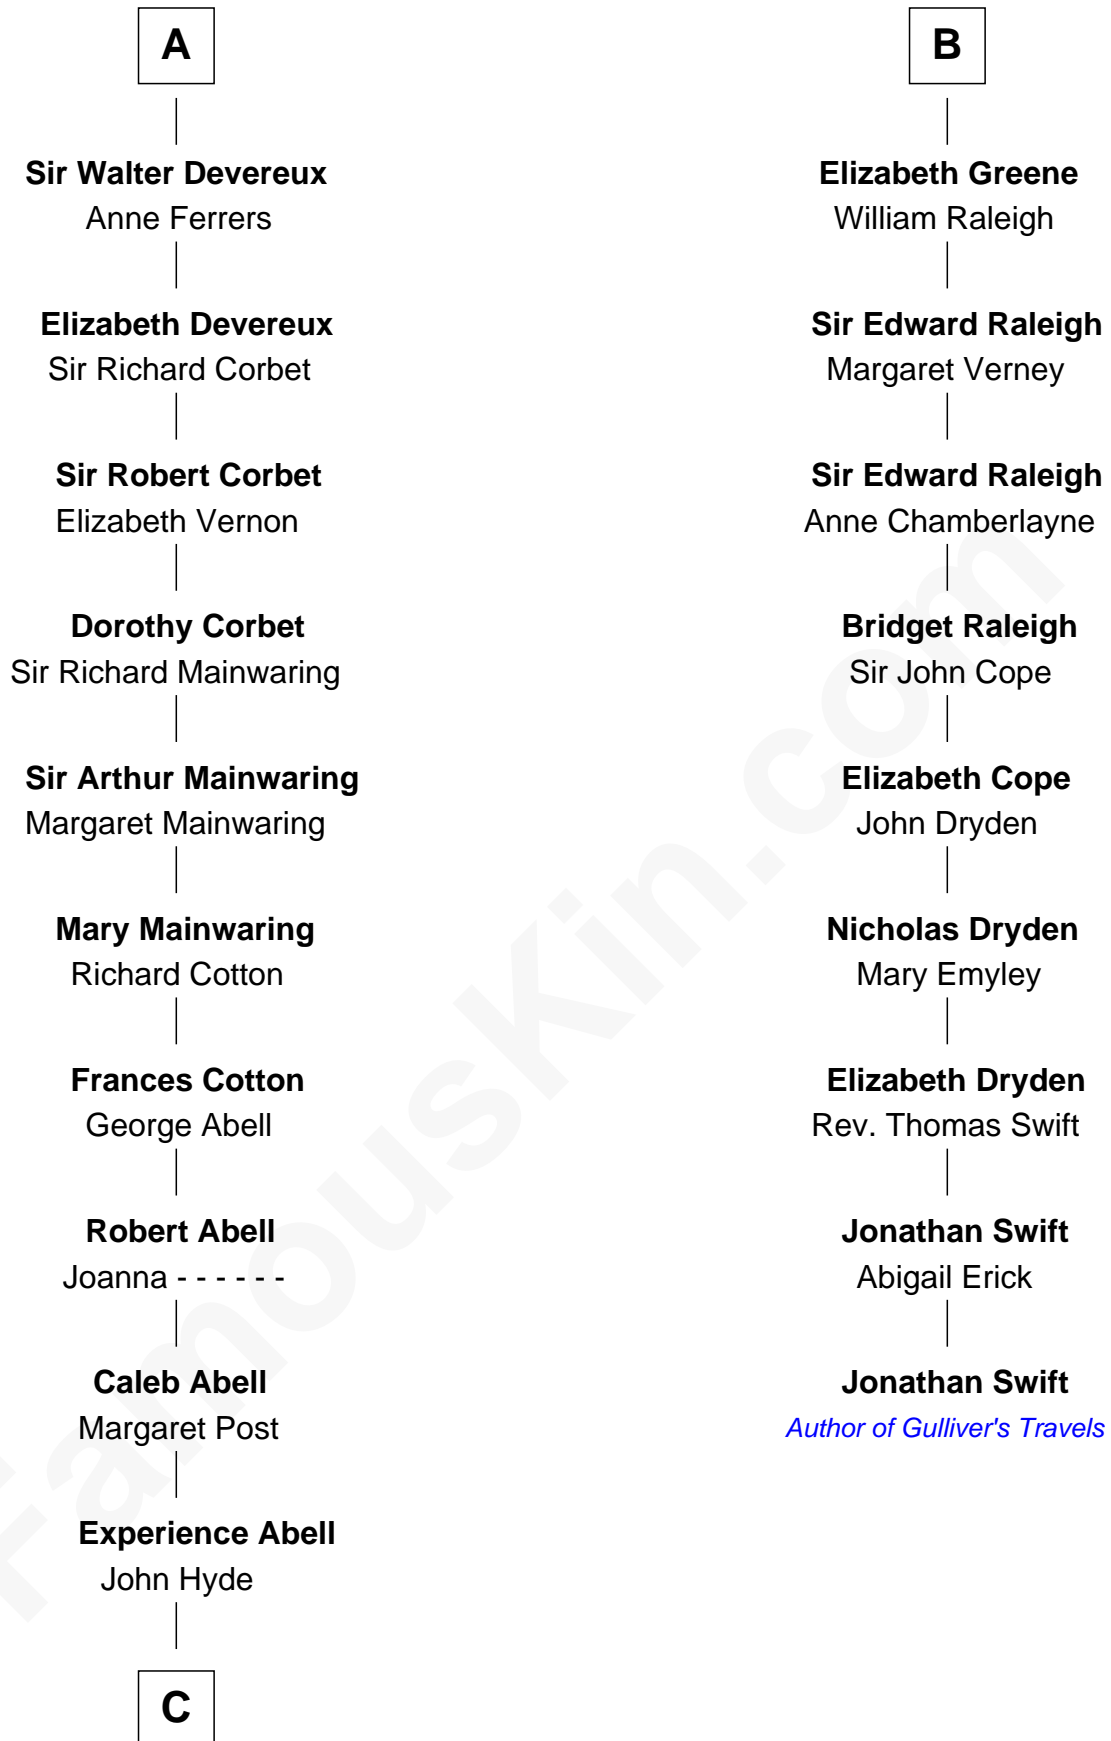 A
Sir Walter Devereux
Anne Ferrers
Elizabeth Devereux
Sir Richard Corbet
Sir Robert Corbet
Elizabeth Vernon
Dorothy Corbet
Sir Richard Mainwaring
Sir Arthur Mainwaring
Margaret Mainwaring
Mary Mainwaring
Richard Cotton
Frances Cotton
George Abell
Robert Abell
Joanna - - - - - -
Caleb Abell
Margaret Post
Experience Abell
John Hyde
C
B
Elizabeth Greene
William Raleigh
Sir Edward Raleigh
Margaret Verney
Sir Edward Raleigh
Anne Chamberlayne
Bridget Raleigh
Sir John Cope
Elizabeth Cope
John Dryden
Nicholas Dryden
Mary Emyley
Elizabeth Dryden
Rev. Thomas Swift
Jonathan Swift
Abigail Erick
Jonathan Swift
Author of Gulliver's Travels
FamousKin.com